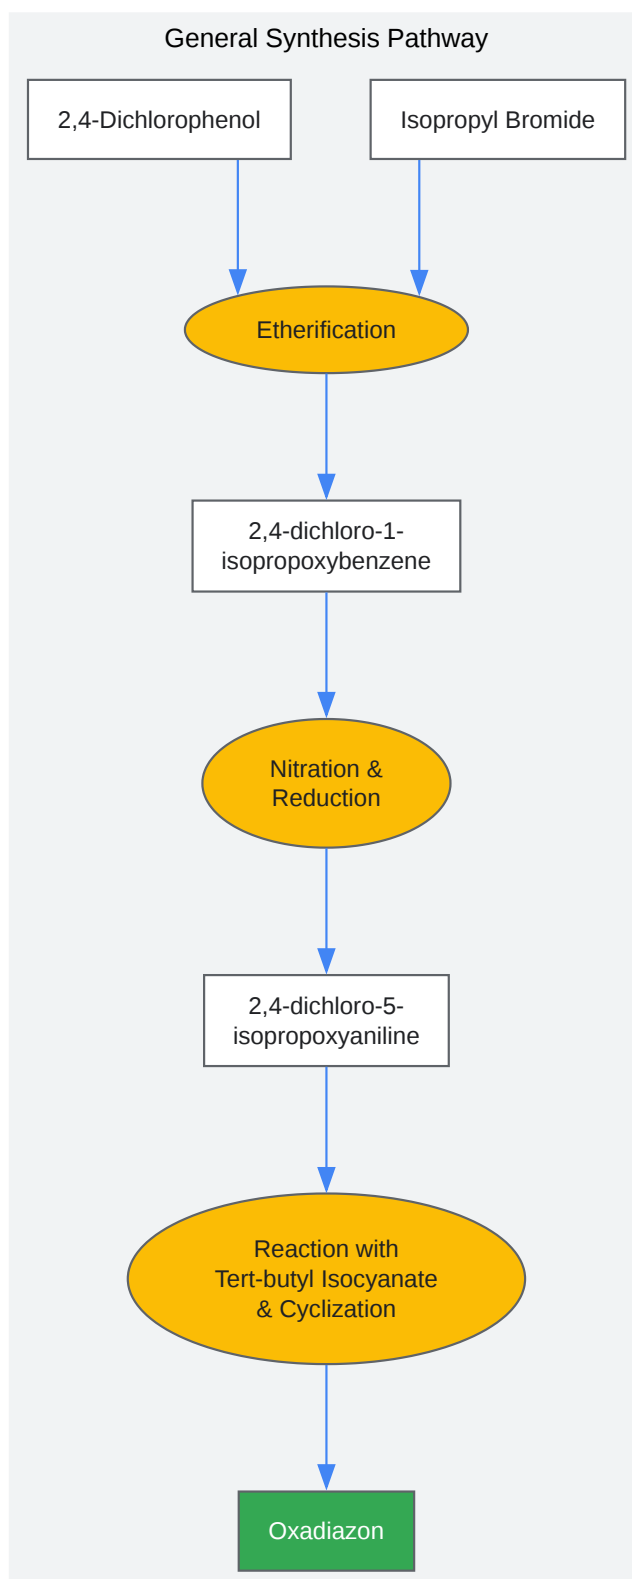 General Synthesis Pathway
2,4-Dichlorophenol
Isopropyl Bromide
Etherification
2,4-dichloro-1-
isopropoxybenzene
Nitration &
Reduction
2,4-dichloro-5-
isopropoxyaniline
Reaction with
Tert-butyl Isocyanate
& Cyclization
Oxadiazon